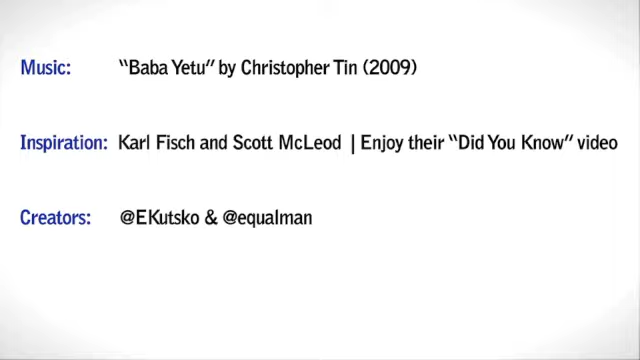 Music: “Baba Yetu” by Christopher Tin (2009)
Inspiration: Karl Fisch and Scott McLeod | Enjoy their “Did You Know” video
Creators: @EKutsko & @equalman